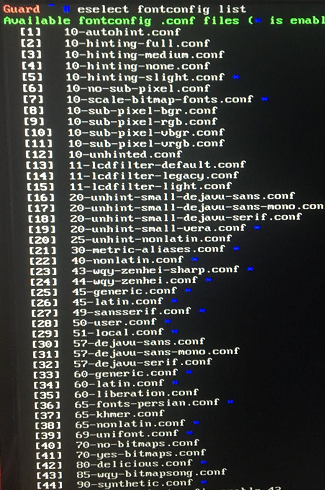 Guard ~ # eselect fontconfig list
Available fontconfig .conf files (* is enabl
[1] 10-autohint.conf
[2] 10-hinting-full.conf
[3] 10-hinting-medium.conf
[4] 10-hinting-none.conf
[5] 10-hinting-slight.conf *
[6] 10-no-sub-pixel.conf
[7] 10-scale-bitmap-fonts.conf *
[8] 10-sub-pixel-bgr.conf
[9] 10-sub-pixel-rgb.conf
[10] 10-sub-pixel-vbgr.conf
[11] 10-sub-pixel-vrgb.conf
[12] 10-unhinted.conf
[13] 11-lcdfilter-default.conf
[14] 11-lcdfilter-legacy.conf
[15] 11-lcdfilter-light.conf
[16] 20-unhint-small-dejavu-sans.conf *
[17] 20-unhint-small-dejavu-sans-mono.con
[18] 20-unhint-small-dejavu-serif.conf *
[19] 20-unhint-small-vera.conf *
[20] 25-unhint-nonlatin.conf
[21] 30-metric-aliases.conf *
[22] 40-nonlatin.conf *
[23] 43-wqy-zenhei-sharp.conf *
[24] 44-wqy-zenhei.conf *
[25] 45-generic.conf *
[26] 45-latin.conf *
[27] 49-sansserif.conf *
[28] 50-user.conf *
[29] 51-local.conf *
[30] 57-dejavu-sans.conf
[31] 57-dejavu-sans-mono.conf
[32] 57-dejavu-serif.conf
[33] 60-generic.conf *
[34] 60-latin.conf *
[35] 60-liberation.conf
[36] 65-fonts-persian.conf *
[37] 65-khmer.conf
[38] 65-nonlatin.conf *
[39] 69-unifont.conf *
[40] 70-no-bitmaps.conf
[41] 70-yes-bitmaps.conf
[42] 80-delicious.conf *
[43] 85-wqy-bitmapsong.conf
[44] 90-synthetic.conf *